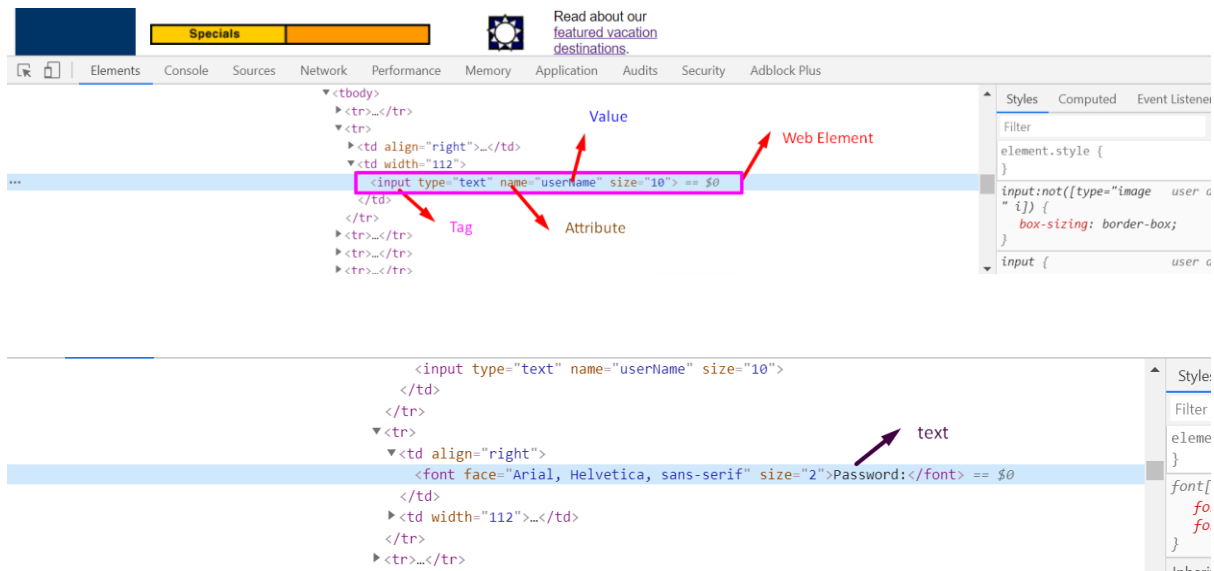 Specials
Read about our
featured vacation
destinations.
Elements Console Sources Network Performance Memory Application Audits Security Adblock Plus
▼<tbody>
▶<tr>…</tr>
▼<tr>
▶<td align="right">…</td>
▼<td width="112">
... <input type="text" name="userName" size="10"> == $0
</td>
</tr>
▶<tr>…</tr>
▶<tr>…</tr>
▶<tr>…</tr>
Value
Web Element
Tag
Attribute
Styles Computed Event Listener
Filter
element.style {
}
input:not([type="image user
" i]) {
box-sizing: border-box;
}
input { user
<input type="text" name="userName" size="10">
</td>
</tr>
▼<tr>
▼<td align="right">
<font face="Arial, Helvetica, sans-serif" size="2">Password:</font> == $0
</td>
▶<td width="112">…</td>
</tr>
▶<tr>…</tr>
text
Styles
Filter
eleme
}
font[
fo
fo
}